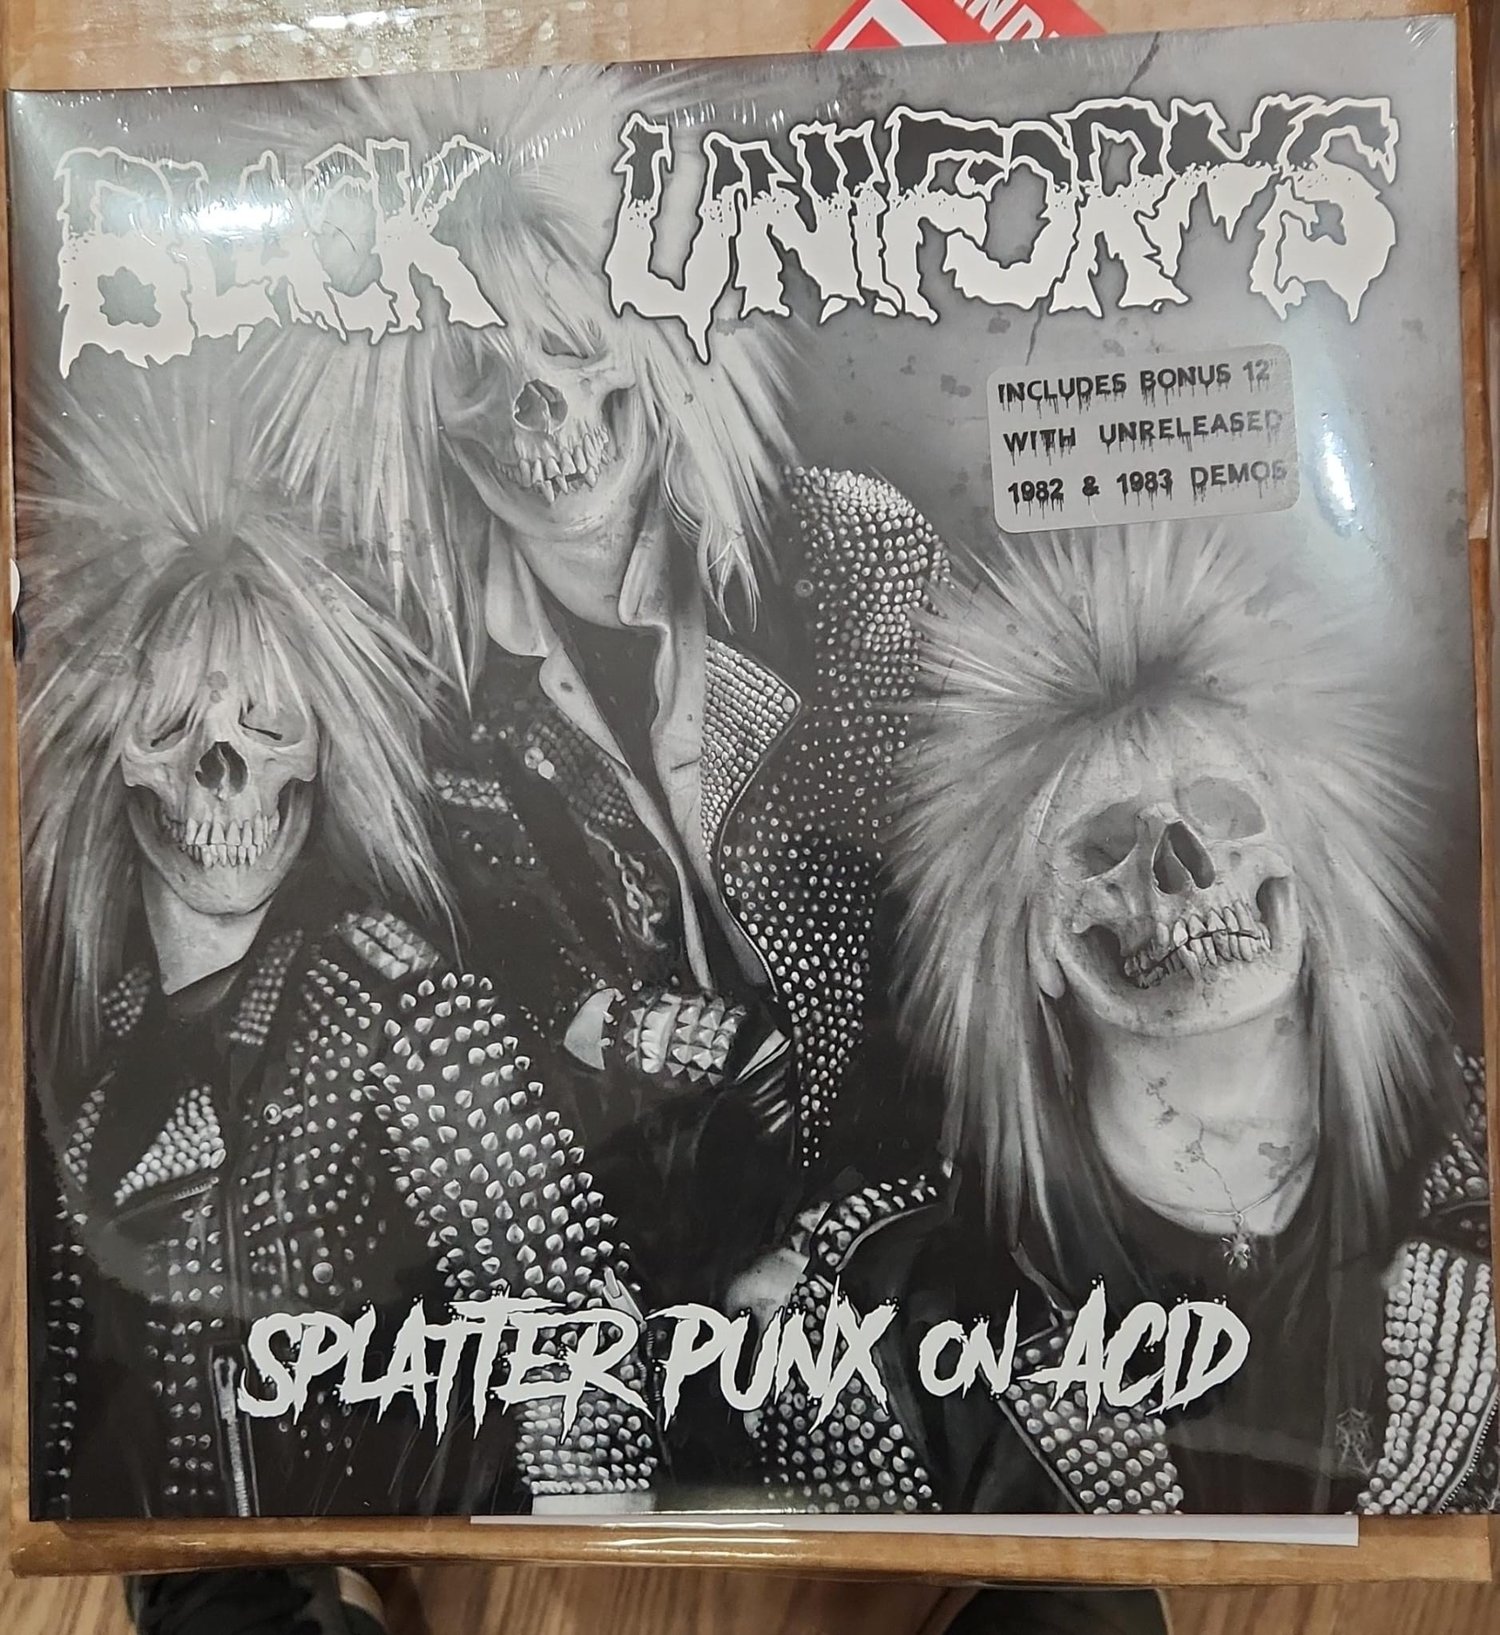 BLACK UNIFORMS
INCLUDES BONUS 12"
WITH UNRELEASED
1982 & 1983 DEMOS
SPLATTER PUNX ON ACID